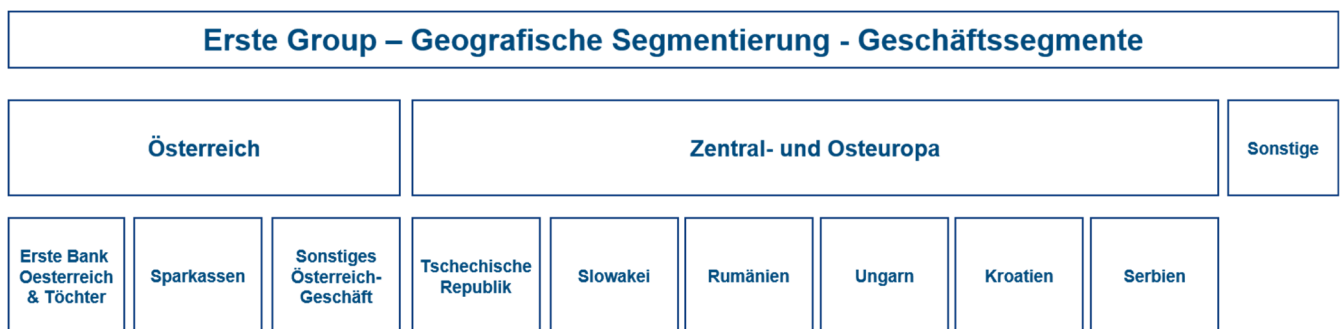 Erste Group – Geografische Segmentierung - Geschäftssegmente
Österreich
Zentral- und Osteuropa
Sonstige
Erste Bank
Oesterreich
& Töchter
Sparkassen
Sonstiges
Österreich-
Geschäft
Tschechische
Republik
Slowakei
Rumänien
Ungarn
Kroatien
Serbien